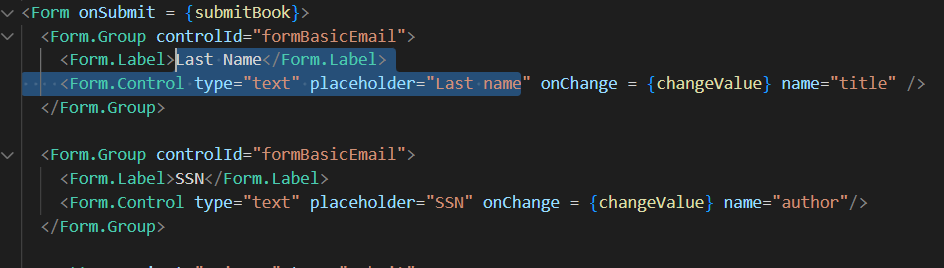 <Form onSubmit = {submitBook}>
<Form.Group controlId="formBasicEmail">
<Form.Label>Last Name</Form.Label>
<Form.Control type="text" placeholder="Last name" onChange = {changeValue} name="title" />
</Form.Group>
<Form.Group controlId="formBasicEmail">
<Form.Label>SSN</Form.Label>
<Form.Control type="text" placeholder="SSN" onChange = {changeValue} name="author"/>
</Form.Group>